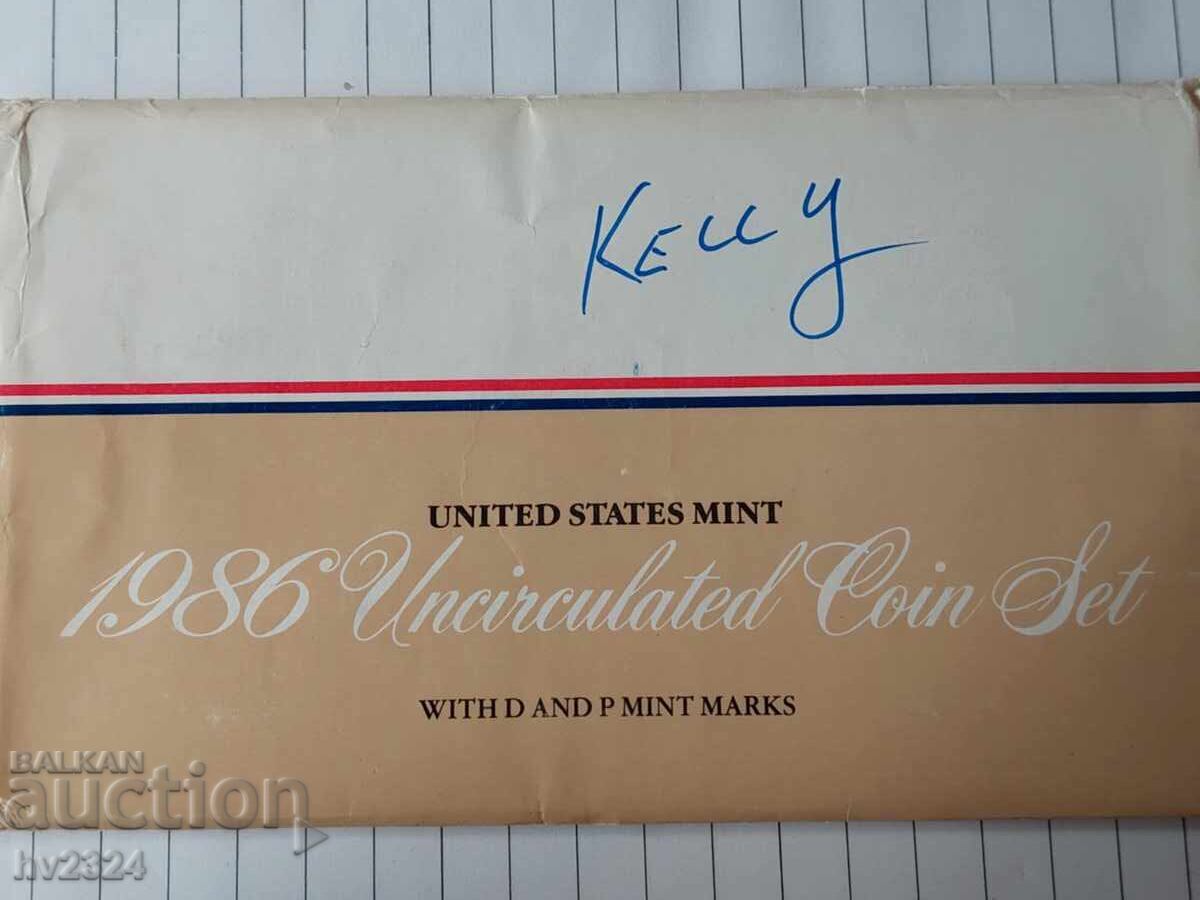 Kelly
UNITED STATES MINT
1986 Uncirculated Coin Set
WITH D AND P MINT MARKS
BALKAN
auction
hv2324